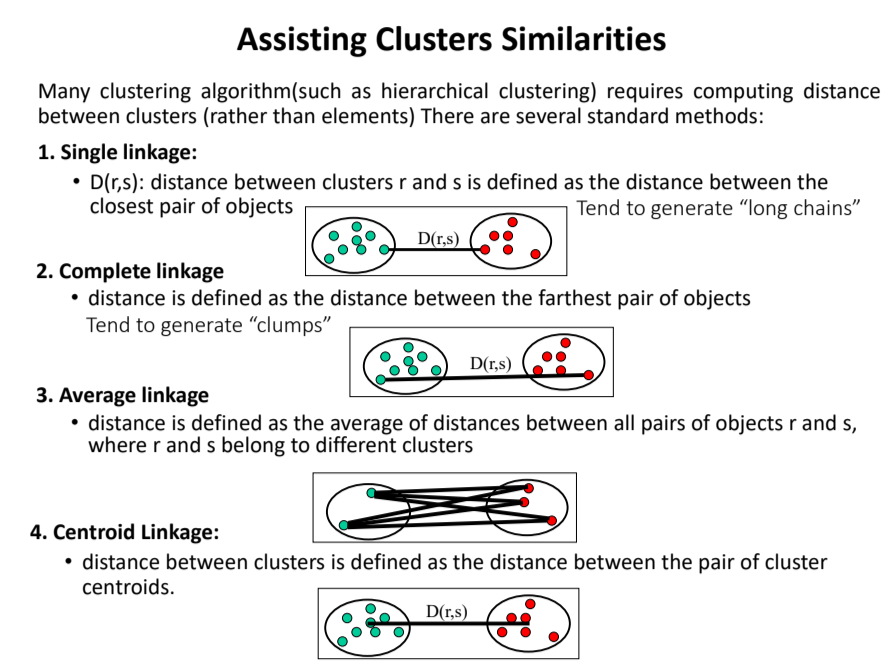 Assisting Clusters Similarities
Many clustering algorithm(such as hierarchical clustering) requires computing distance
between clusters (rather than elements) There are several standard methods:
1. Single linkage:
• D(r,s): distance between clusters r and s is defined as the distance between the
closest pair of objects
Tend to generate “long chains”
D(r,s)
2. Complete linkage
• distance is defined as the distance between the farthest pair of objects
Tend to generate “clumps”
D(r,s)
3. Average linkage
• distance is defined as the average of distances between all pairs of objects r and s,
where r and s belong to different clusters
4. Centroid Linkage:
• distance between clusters is defined as the distance between the pair of cluster
centroids.
D(r,s)